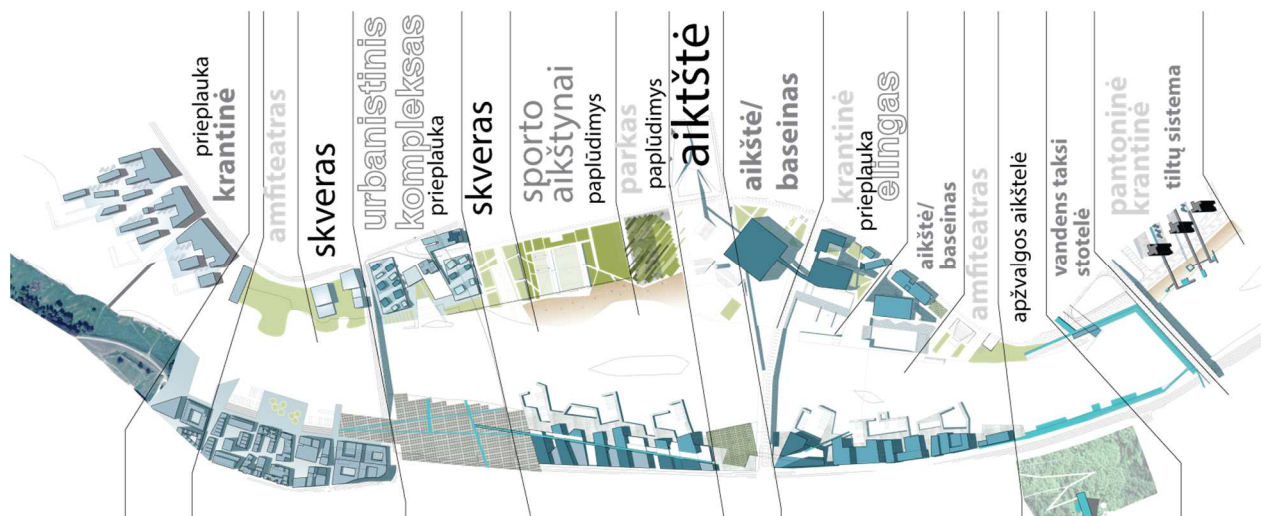 prieplauka
krantinė
amfiteatras
skveras
urbanistinis
kompleksas
prieplauka
skveras
sporto
aikštynai
paplūdimys
parkas
paplūdimys
aiktštė
aikštė/
baseinas
krantinė
prieplauka
elingas
aikštė/
baseinas
amfiteatras
apžvalgos aikštelė
vandens taksi
stotelė
pantoninė
krantinė
tiltų sistema